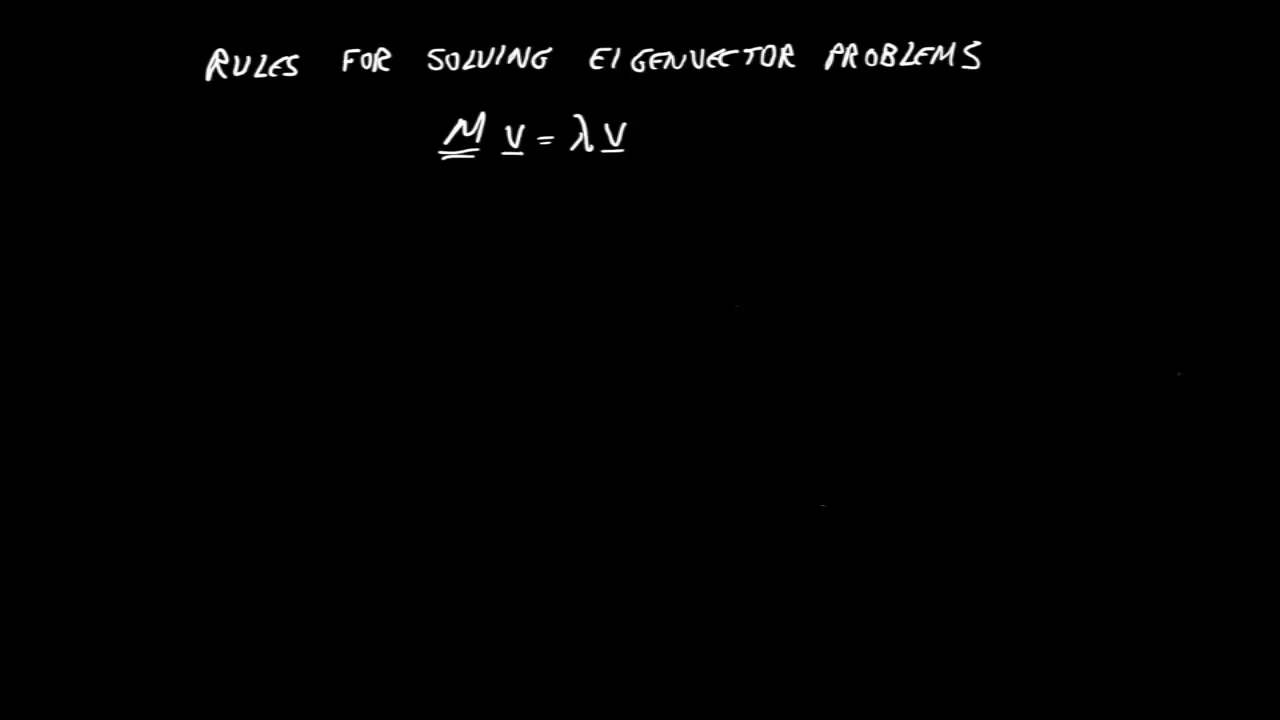 RULES FOR SOLVING EIGENVECTOR PROBLEMS
M v = λ v